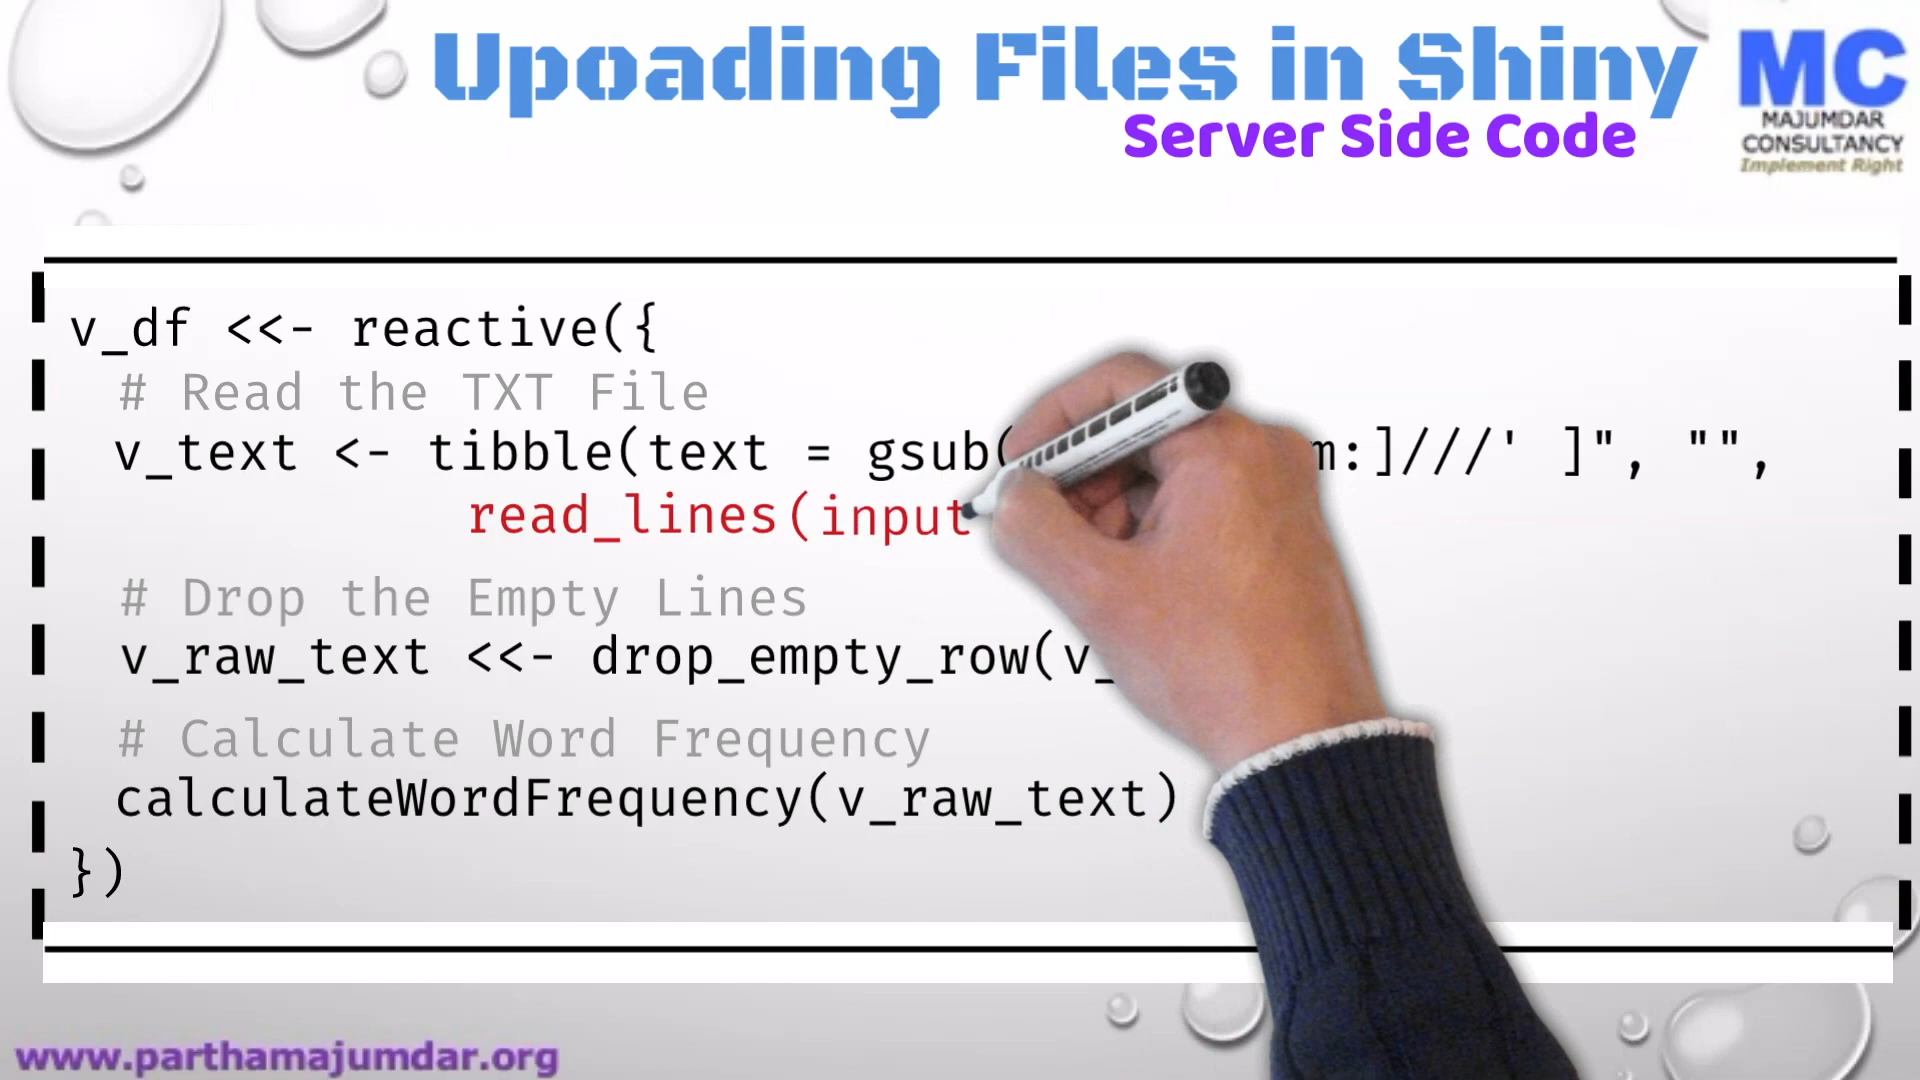 Upoading Files in Shiny
Server Side Code
MC
MAJUMDAR
CONSULTANCY
Implement Right
v_df <<- reactive({
# Read the TXT File
v_text <- tibble(text = gsub( m:]///' ]", "",
read_lines(input
# Drop the Empty Lines
v_raw_text <<- drop_empty_row(v_
# Calculate Word Frequency
calculateWordFrequency(v_raw_text)
})
www.parthamajumdar.org